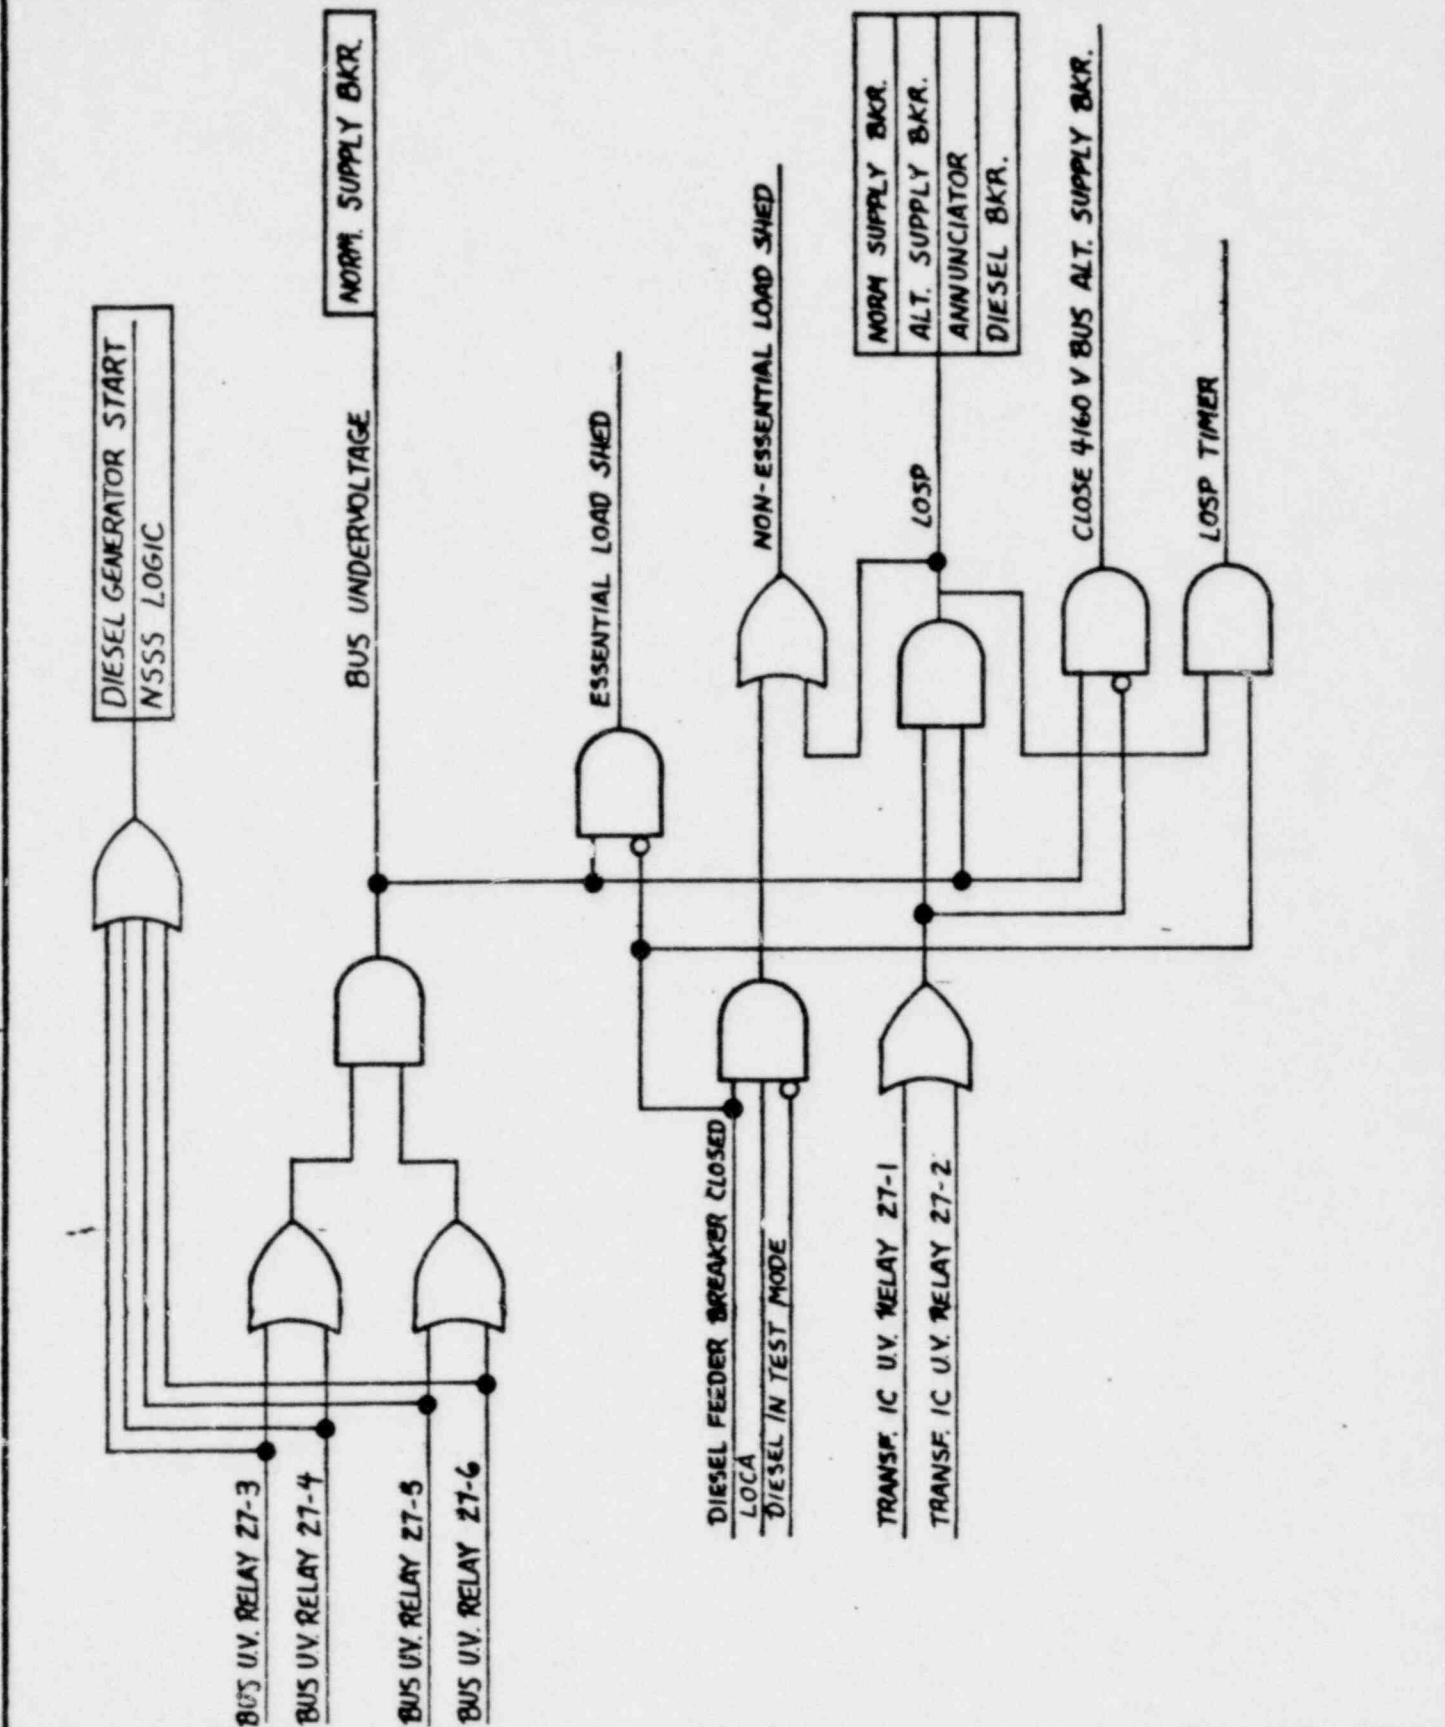 BUS U.V. RELAY 27-3
BUS U.V. RELAY 27-4
BUS U.V. RELAY 27-5
BUS U.V. RELAY 27-6
DIESEL GENERATOR START
NSSS LOGIC
BUS UNDERVOLTAGE
NORM. SUPPLY BKR.
ESSENTIAL LOAD SHED
DIESEL FEEDER BREAKER CLOSED
LOCA
DIESEL IN TEST MODE
NON-ESSENTIAL LOAD SHED
TRANSF. 1C U.V. RELAY 27-1
TRANSF. 1C U.V. RELAY 27-2
LOSP
NORM SUPPLY BKR.
ALT. SUPPLY BKR.
ANNUNCIATOR
DIESEL BKR.
CLOSE 4160 V BUS ALT. SUPPLY BKR.
LOSP TIMER